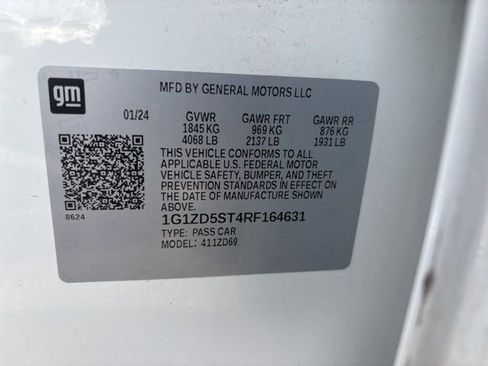 gm
MFD BY GENERAL MOTORS LLC
01/24 GVWR GAWR FRT GAWR RR
1845 KG 969 KG 876 KG
4068 LB 2137 LB 1931 LB
THIS VEHICLE CONFORMS TO ALL
APPLICABLE U.S. FEDERAL MOTOR
VEHICLE SAFETY, BUMPER, AND THEFT
PREVENTION STANDARDS IN EFFECT ON
THE DATE OF MANUFACTURE SHOWN ABOVE.
8624
1G1ZD5ST4RF164631
TYPE: PASS CAR
MODEL: 411ZD69